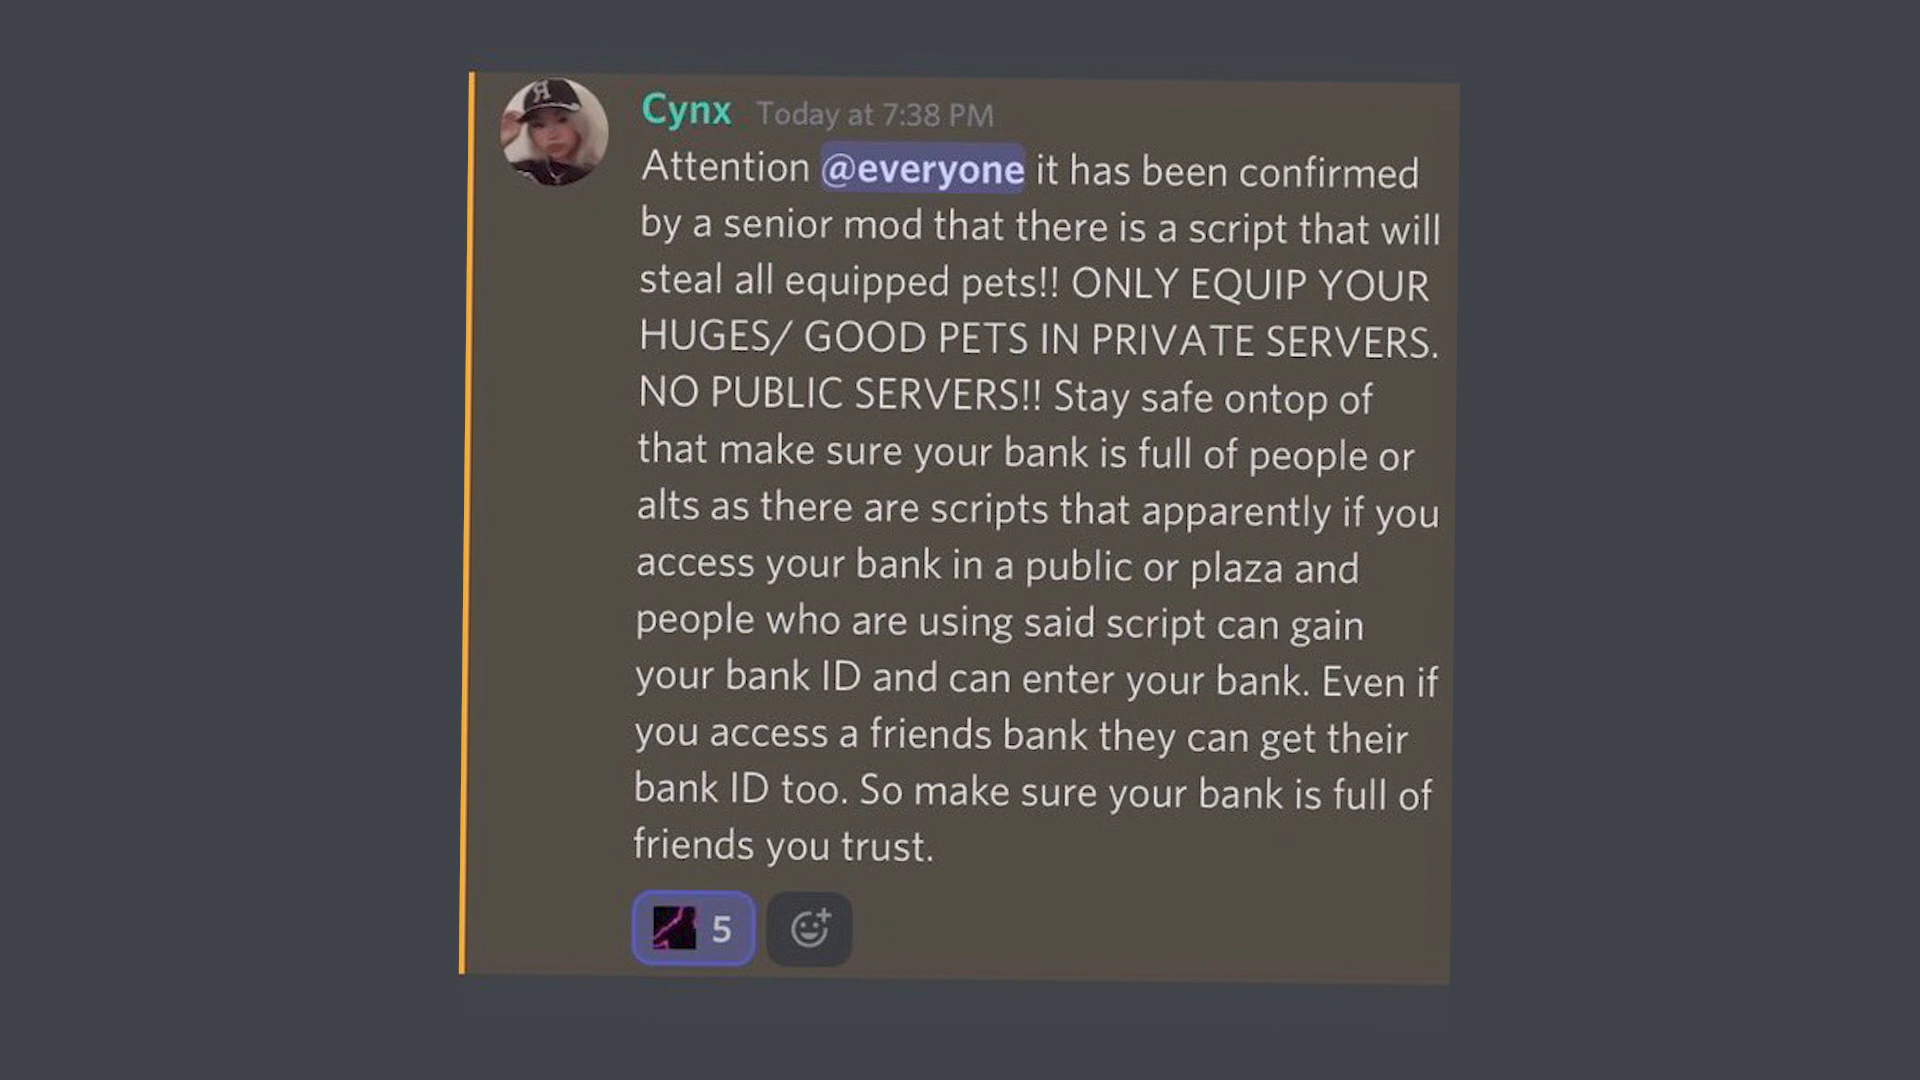 Cynx Today at 7:38 PM
Attention @everyone it has been confirmed
by a senior mod that there is a script that will
steal all equipped pets!! ONLY EQUIP YOUR
HUGES/ GOOD PETS IN PRIVATE SERVERS.
NO PUBLIC SERVERS!! Stay safe ontop of
that make sure your bank is full of people or
alts as there are scripts that apparently if you
access your bank in a public or plaza and
people who are using said script can gain
your bank ID and can enter your bank. Even if
you access a friends bank they can get their
bank ID too. So make sure your bank is full of
friends you trust.
5